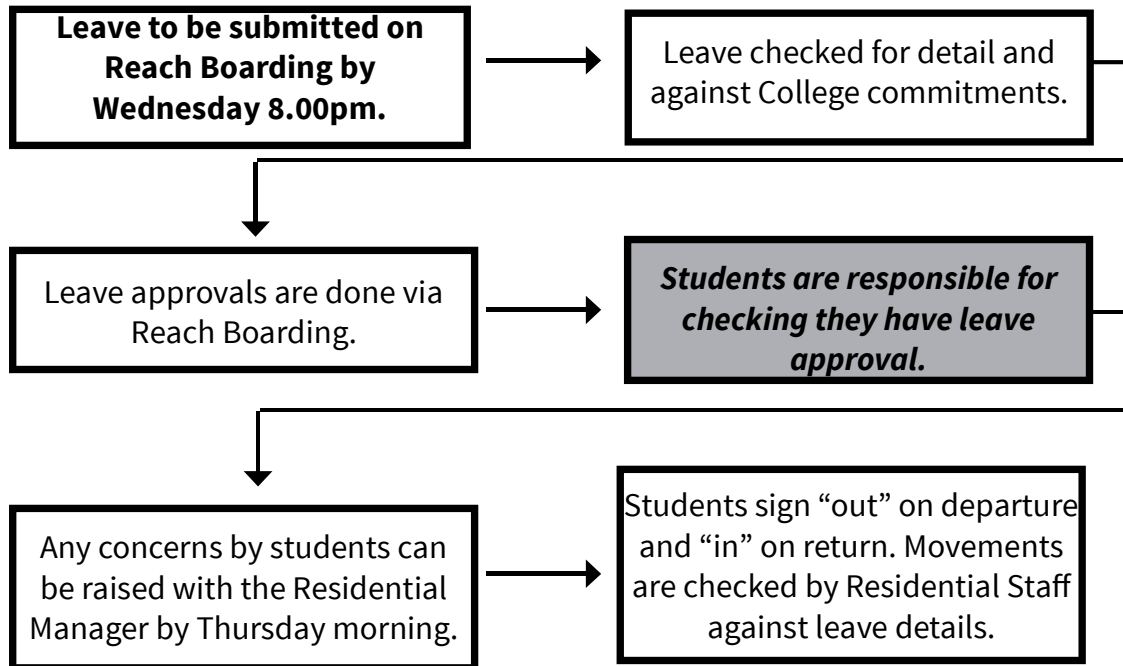 Leave to be submitted on
Reach Boarding by
Wednesday 8.00pm.
Leave checked for detail and
against College commitments.
Leave approvals are done via
Reach Boarding.
Students are responsible for
checking they have leave
approval.
Any concerns by students can
be raised with the Residential
Manager by Thursday morning.
Students sign “out” on departure
and “in” on return. Movements
are checked by Residential Staff
against leave details.